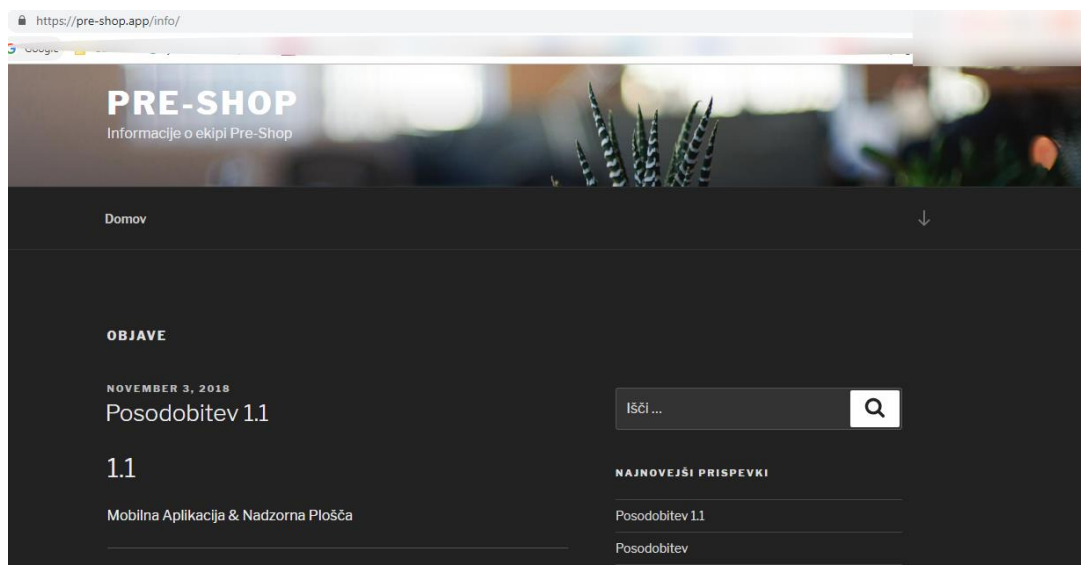 https://pre-shop.app/info/
PRE-SHOP
Informacije o ekipi Pre-Shop
Domov
OBJAVE
NOVEMBER 3, 2018
Posodobitev 1.1
1.1
Mobilna Aplikacija & Nadzorna Plošča
Išči ...
NAJNOVEJŠI PRISPEVKI
Posodobitev 1.1
Posodobitev